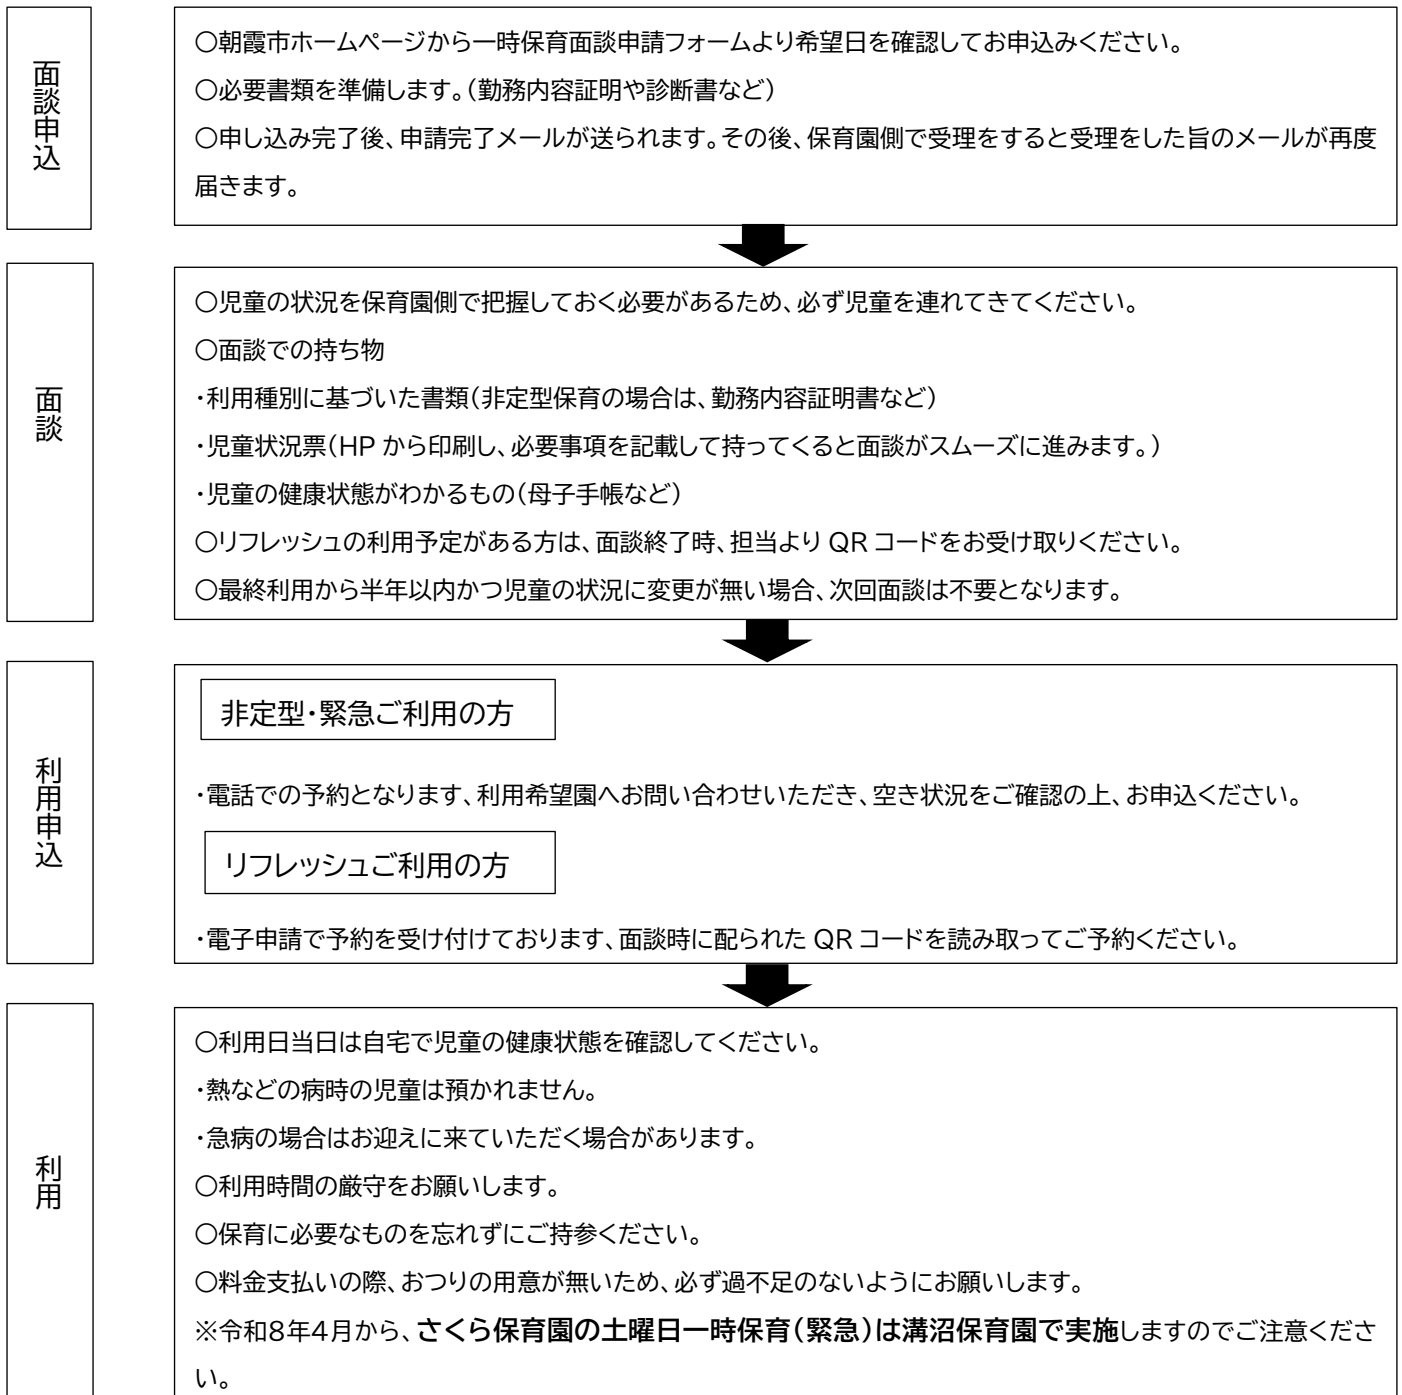 面談申込
〇朝霞市ホームページから一時保育面談申請フォームより希望日を確認してお申込みください。
〇必要書類を準備します。（勤務内容証明や診断書など）
〇申し込み完了後、申請完了メールが送られます。その後、保育園側で受理をすると受理をした旨のメールが再度
届きます。
面談
〇児童の状況を保育園側で把握しておく必要があるため、必ず児童を連れてきてください。
〇面談での持ち物
・利用種別に基づいた書類（非定型保育の場合は、勤務内容証明書など）
・児童状況票（HP から印刷し、必要事項を記載して持ってくると面談がスムーズに進みます。）
・児童の健康状態がわかるもの（母子手帳など）
〇リフレッシュの利用予定がある方は、面談終了時、担当より QR コードをお受け取りください。
〇最終利用から半年以内かつ児童の状況に変更が無い場合、次回面談は不要となります。
利用申込
非定型・緊急ご利用の方
・電話での予約となります、利用希望園へお問い合わせいただき、空き状況をご確認の上、お申込ください。
リフレッシュご利用の方
・電子申請で予約を受け付けております、面談時に配られた QR コードを読み取ってご予約ください。
利用
〇利用日当日は自宅で児童の健康状態を確認してください。
・熱などの病時の児童は預かれません。
・急病の場合はお迎えに来ていただく場合があります。
〇利用時間の厳守をお願いします。
〇保育に必要なものを忘れずにご持参ください。
〇料金支払いの際、おつりの用意が無いため、必ず過不足のないようにお願いします。
※令和8年4月から、さくら保育園の土曜日一時保育（緊急）は溝沼保育園で実施しますのでご注意くださ
い。